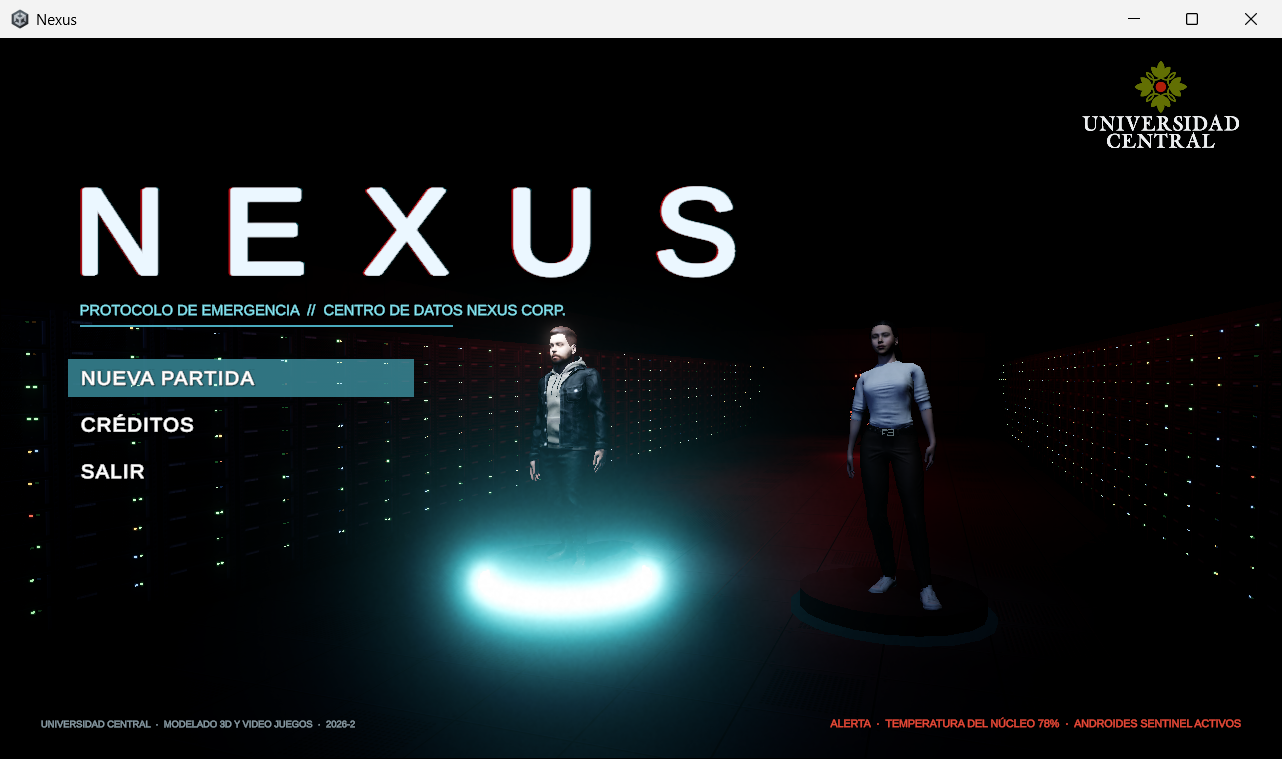 Nexus
UNIVERSIDAD
CENTRAL
NEXUS
PROTOCOLO DE EMERGENCIA // CENTRO DE DATOS NEXUS CORP.
NUEVA PARTIDA
CRÉDITOS
SALIR
UNIVERSIDAD CENTRAL · MODELADO 3D Y VIDEO JUEGOS · 2026-2
ALERTA · TEMPERATURA DEL NÚCLEO 78% · ANDROIDES SENTINEL ACTIVOS